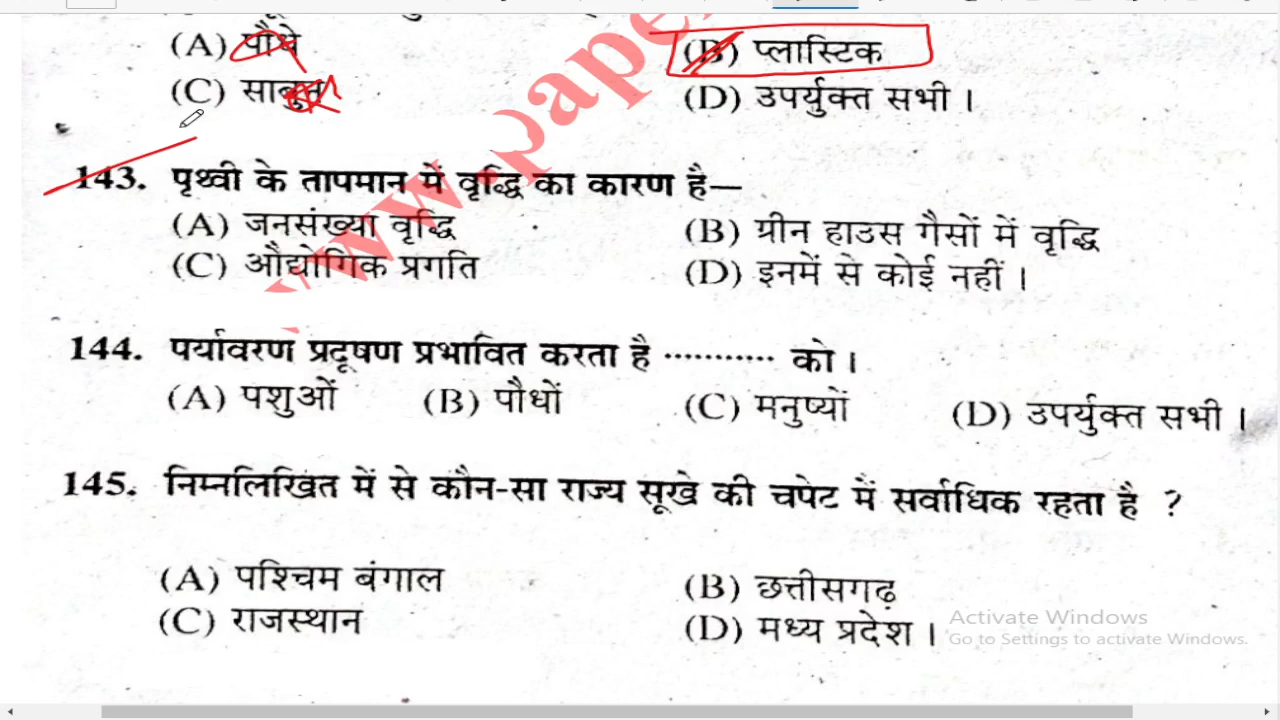 (A) पौधे (B) प्लास्टिक
(C) साबुन (D) उपर्युक्त सभी ।
143. पृथ्वी के तापमान में वृद्धि का कारण है—
(A) जनसंख्या वृद्धि (B) ग्रीन हाउस गैसों में वृद्धि
(C) औद्योगिक प्रगति (D) इनमें से कोई नहीं ।
144. पर्यावरण प्रदूषण प्रभावित करता है ........... को ।
(A) पशुओं (B) पौधों (C) मनुष्यों (D) उपर्युक्त सभी ।
145. निम्नलिखित में से कौन-सा राज्य सूखे की चपेट में सर्वाधिक रहता है ?
(A) पश्चिम बंगाल (B) छत्तीसगढ़
(C) राजस्थान (D) मध्य प्रदेश ।
Activate Windows
Go to Settings to activate Windows.
www.pape